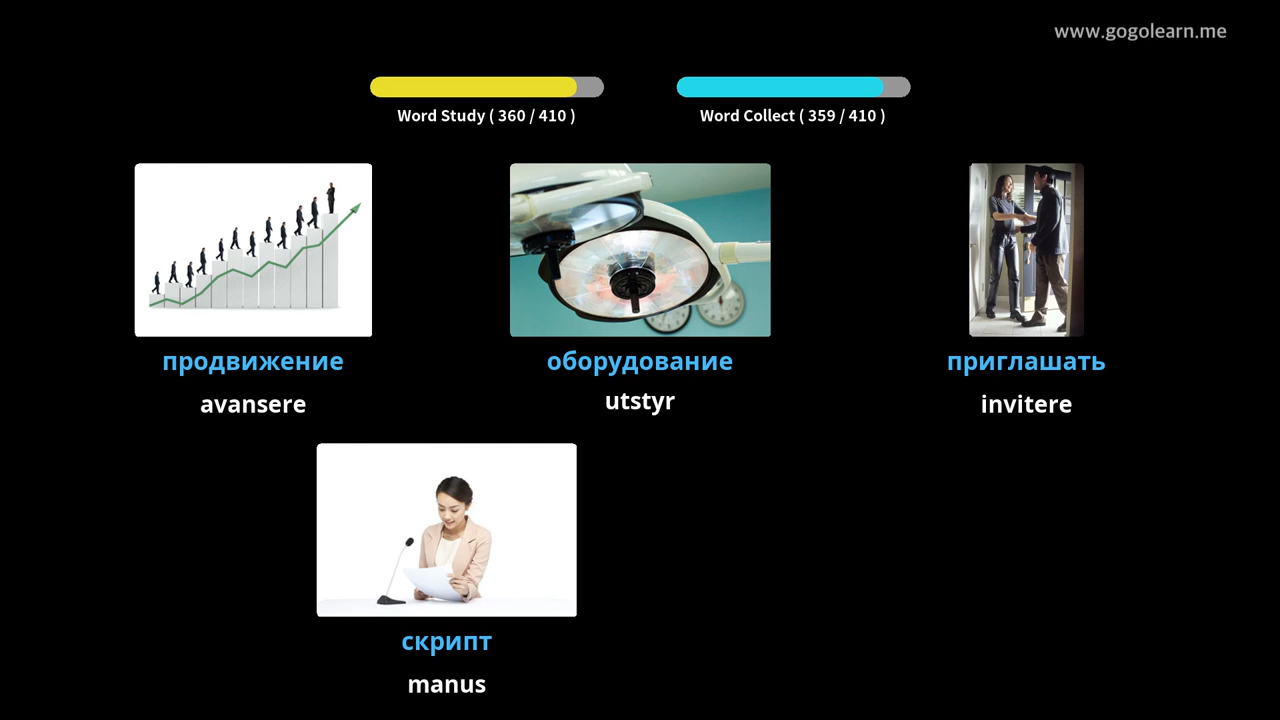 www.gogolearn.me
Word Study ( 360 / 410 )
Word Collect ( 359 / 410 )
продвижение
оборудование
приглашать
avansere
utstyr
invitere
скрипт
manus